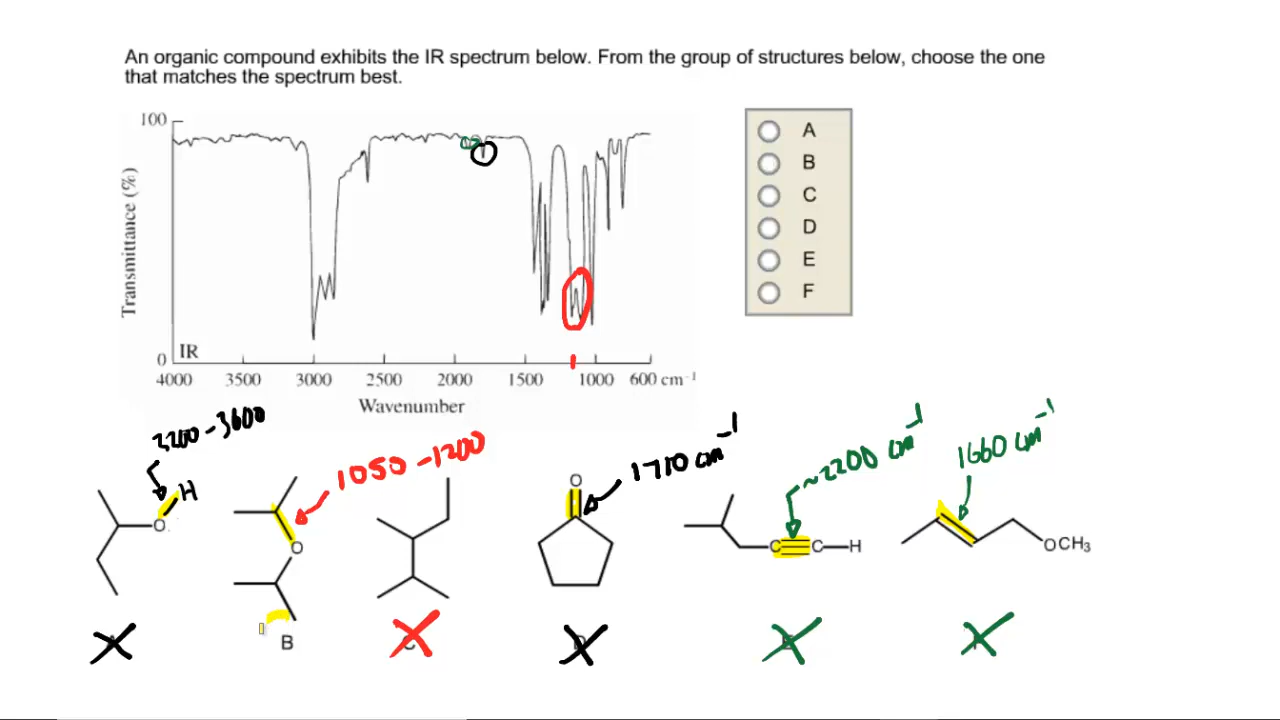 An organic compound exhibits the IR spectrum below. From the group of structures below, choose the one
that matches the spectrum best.
100
Transmittance (%)
0
IR
4000 3500 3000 2500 2000 1500 1000 600 cm⁻¹
Wavenumber
A
B
C
D
E
F
3200-3600
H
O
1050-1200
O
1710 cm⁻¹
O
~2200 cm⁻¹
C C H
1660 cm⁻¹
OCH3
B
C
D
E